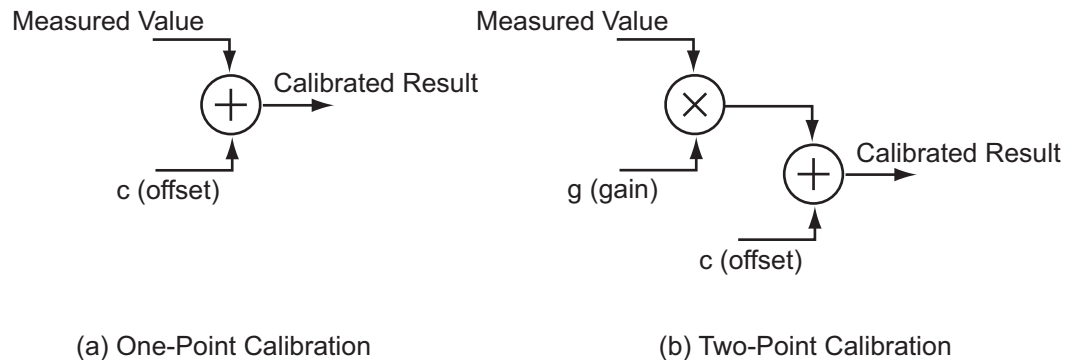 Measured Value
Calibrated Result
c (offset)
(a) One-Point Calibration
Measured Value
g (gain)
Calibrated Result
c (offset)
(b) Two-Point Calibration